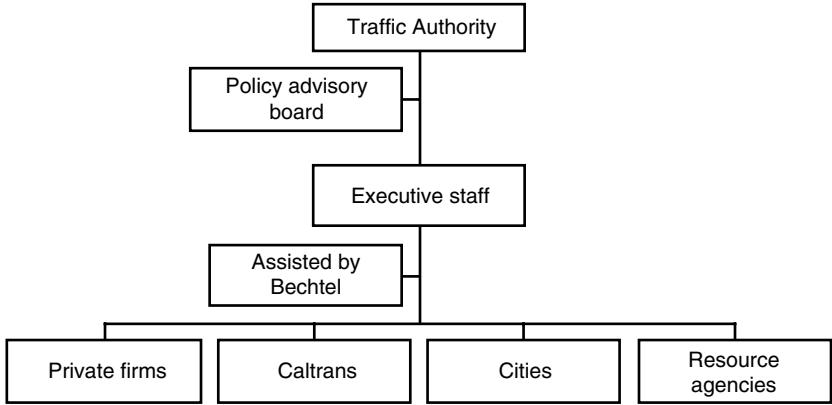 Traffic Authority
Policy advisory
board
Executive staff
Assisted by
Bechtel
Private firms
Caltrans
Cities
Resource
agencies